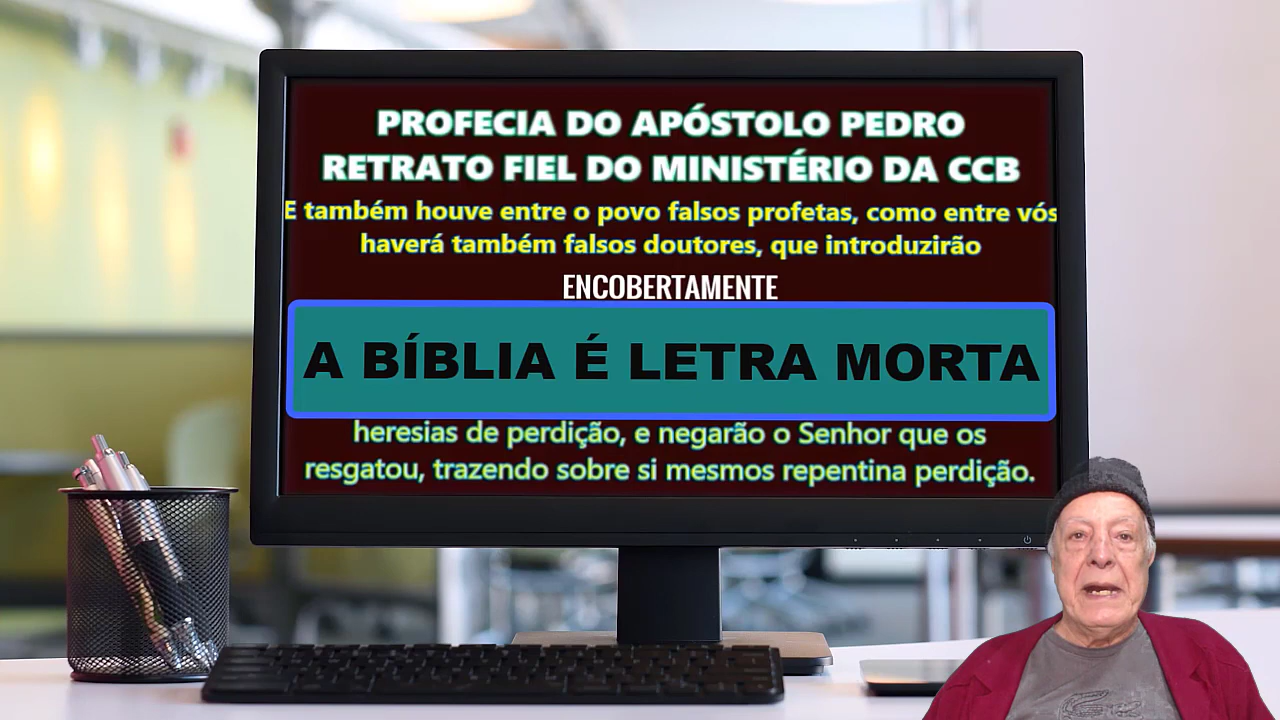 PROFECIA DO APÓSTOLO PEDRO
RETRATO FIEL DO MINISTÉRIO DA CCB
E também houve entre o povo falsos profetas, como entre vós
haverá também falsos doutores, que introduzirão
ENCOBERTAMENTE
A BÍBLIA É LETRA MORTA
heresias de perdição, e negarão o Senhor que os
resgatou, trazendo sobre si mesmos repentina perdição.